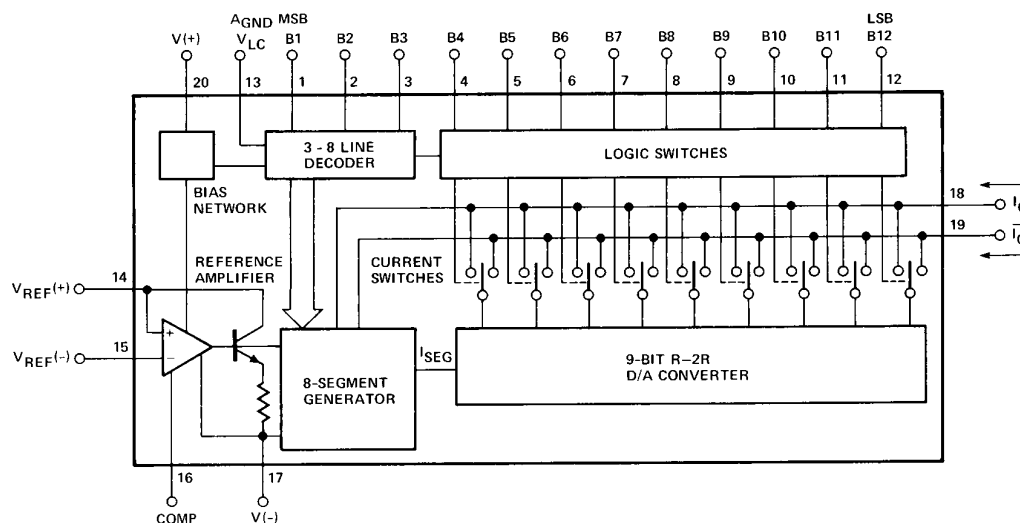 AGND MSB LSB
V(+) VLC B1 B2 B3 B4 B5 B6 B7 B8 B9 B10 B11 B12
20 13 1 2 3 4 5 6 7 8 9 10 11 12
3 - 8 LINE
DECODER
LOGIC SWITCHES
BIAS
NETWORK
18
19
REFERENCE
AMPLIFIER
CURRENT
SWITCHES
14
VREF(+)
15
VREF(-)
+
−
8-SEGMENT
GENERATOR
ISEG
9-BIT R–2R
D/A CONVERTER
16
17
COMP
V(-)